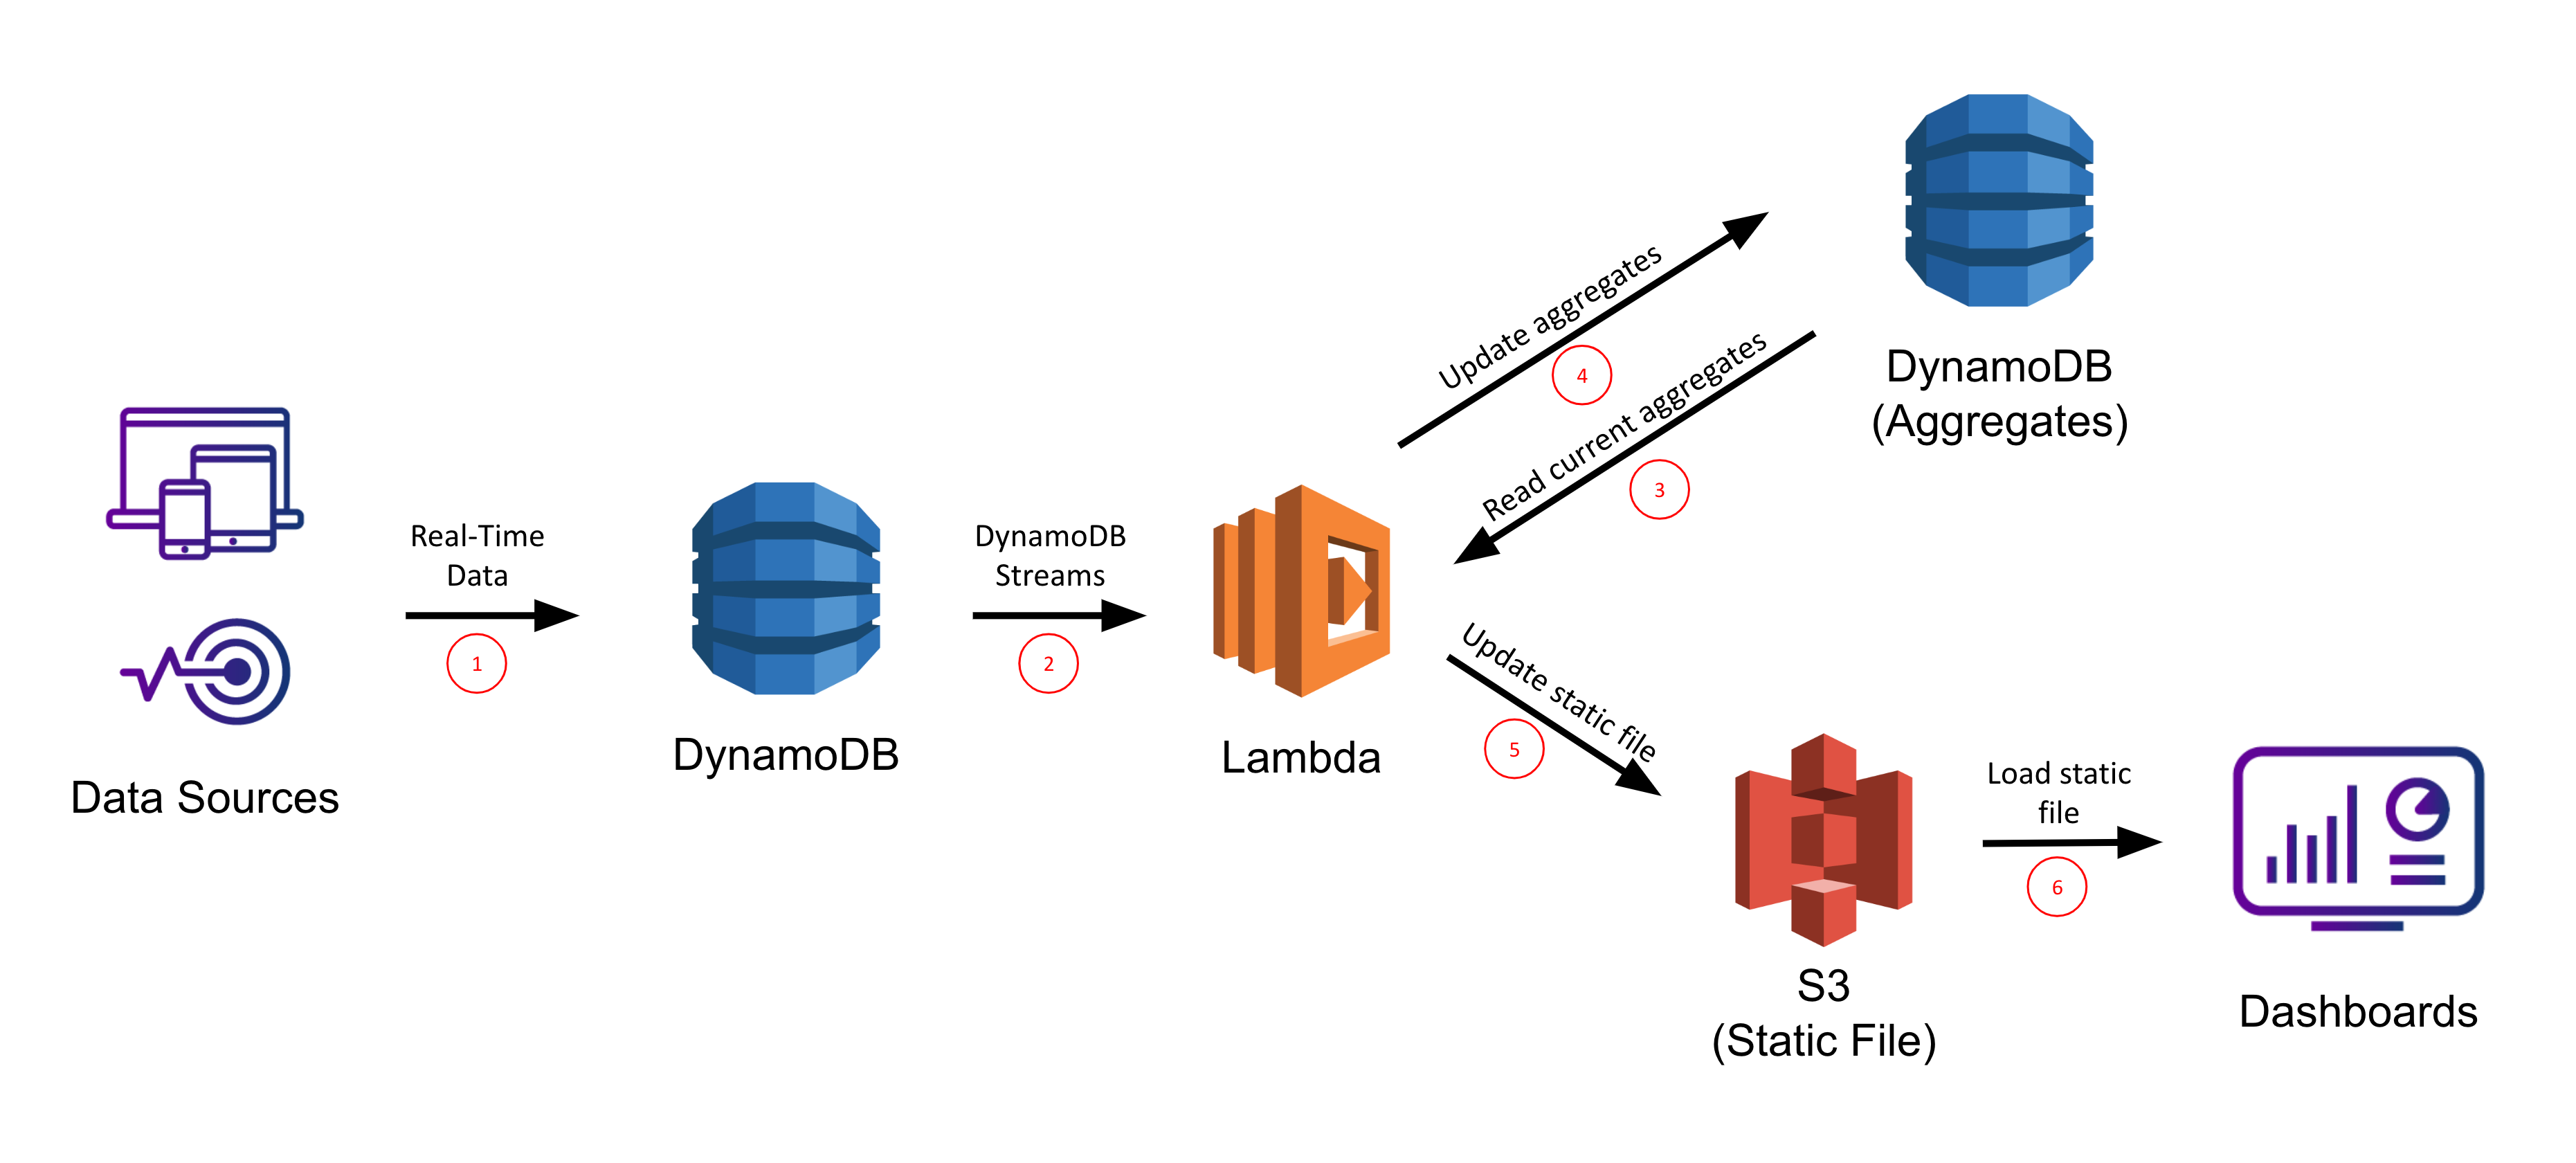 Data Sources
Real-Time
Data
1
DynamoDB
DynamoDB
Streams
2
Lambda
Update aggregates
4
Read current aggregates
3
DynamoDB
(Aggregates)
Update static file
5
S3
(Static File)
Load static
file
6
Dashboards